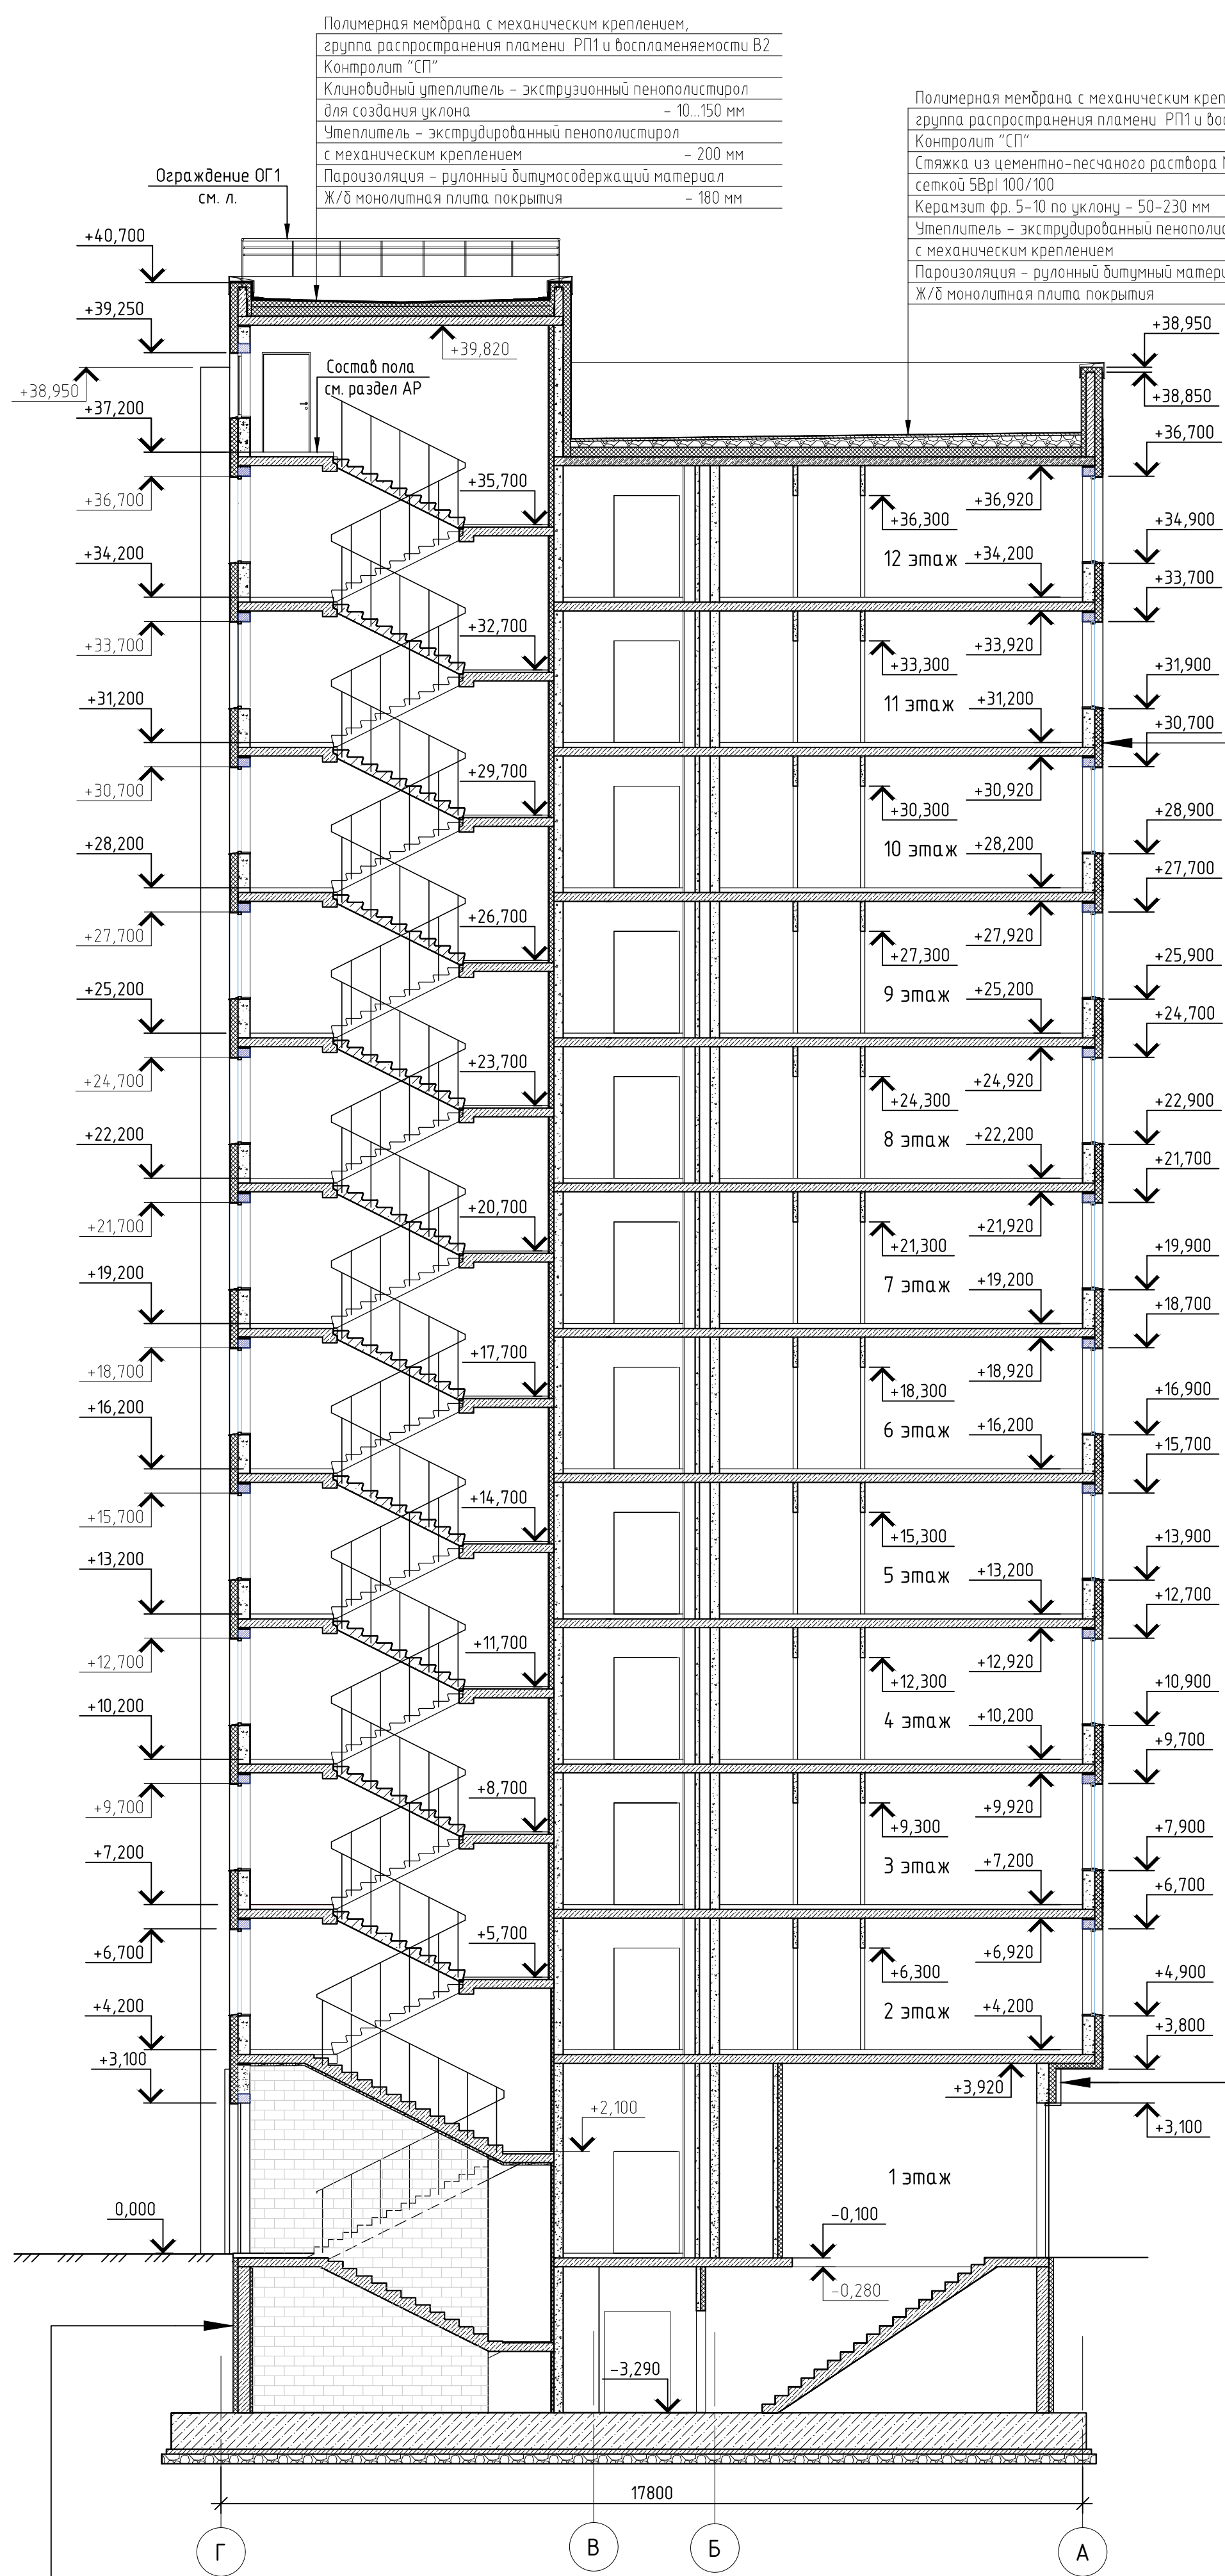 Полимерная мембрана с механическим креплением,
группа распространения пламени РП1 и воспламеняемости В2
Контролит "СП"
Клиновидный утеплитель – экструзионный пенополистирол
для создания уклона – 10...150 мм
Утеплитель – экструдированный пенополистирол
с механическим креплением – 200 мм
Пароизоляция – рулонный битумосодержащий материал
Ж/б монолитная плита покрытия – 180 мм
Полимерная мембрана с механическим
группа распространения пламени РП1 и
Контролит "СП"
Стяжка из цементно-песчаного раствора
сеткой 5ВрI 100/100
Керамзит фр. 5-10 по уклону – 50-230 мм
Утеплитель – экструдированный
с механическим креплением
Пароизоляция – рулонный битумный
Ж/б монолитная плита покрытия
Ограждение ОГ1
см. л.
+40,700
+39,250
+38,950
+39,820
Состав пола
см. раздел АР
+38,950
+38,850
+37,200
+36,700
+36,700
+35,700
+36,920
+36,300
12 этаж
+34,200
+34,900
+34,200
+33,700
+33,700
+32,700
+33,920
+33,300
11 этаж
+31,200
+31,900
+31,200
+30,700
+30,700
+29,700
+30,920
+30,300
10 этаж
+28,200
+28,900
+28,200
+27,700
+27,700
+26,700
+27,920
+27,300
9 этаж
+25,200
+25,900
+25,200
+24,700
+24,700
+23,700
+24,920
+24,300
8 этаж
+22,200
+22,900
+22,200
+21,700
+21,700
+20,700
+21,920
+21,300
7 этаж
+19,200
+19,900
+19,200
+18,700
+18,700
+17,700
+18,920
+18,300
6 этаж
+16,200
+16,900
+16,200
+15,700
+15,700
+14,700
+15,300
5 этаж
+13,200
+13,900
+13,200
+12,700
+12,700
+11,700
+12,920
+12,300
4 этаж
+10,200
+10,900
+10,200
+9,700
+9,700
+8,700
+9,920
+9,300
3 этаж
+7,200
+7,900
+7,200
+6,700
+6,700
+5,700
+6,920
+6,300
2 этаж
+4,200
+4,900
+4,200
+3,800
+3,100
+3,920
+2,100
+3,100
1 этаж
0,000
-0,100
-0,280
-3,290
17800
Г
В
Б
А